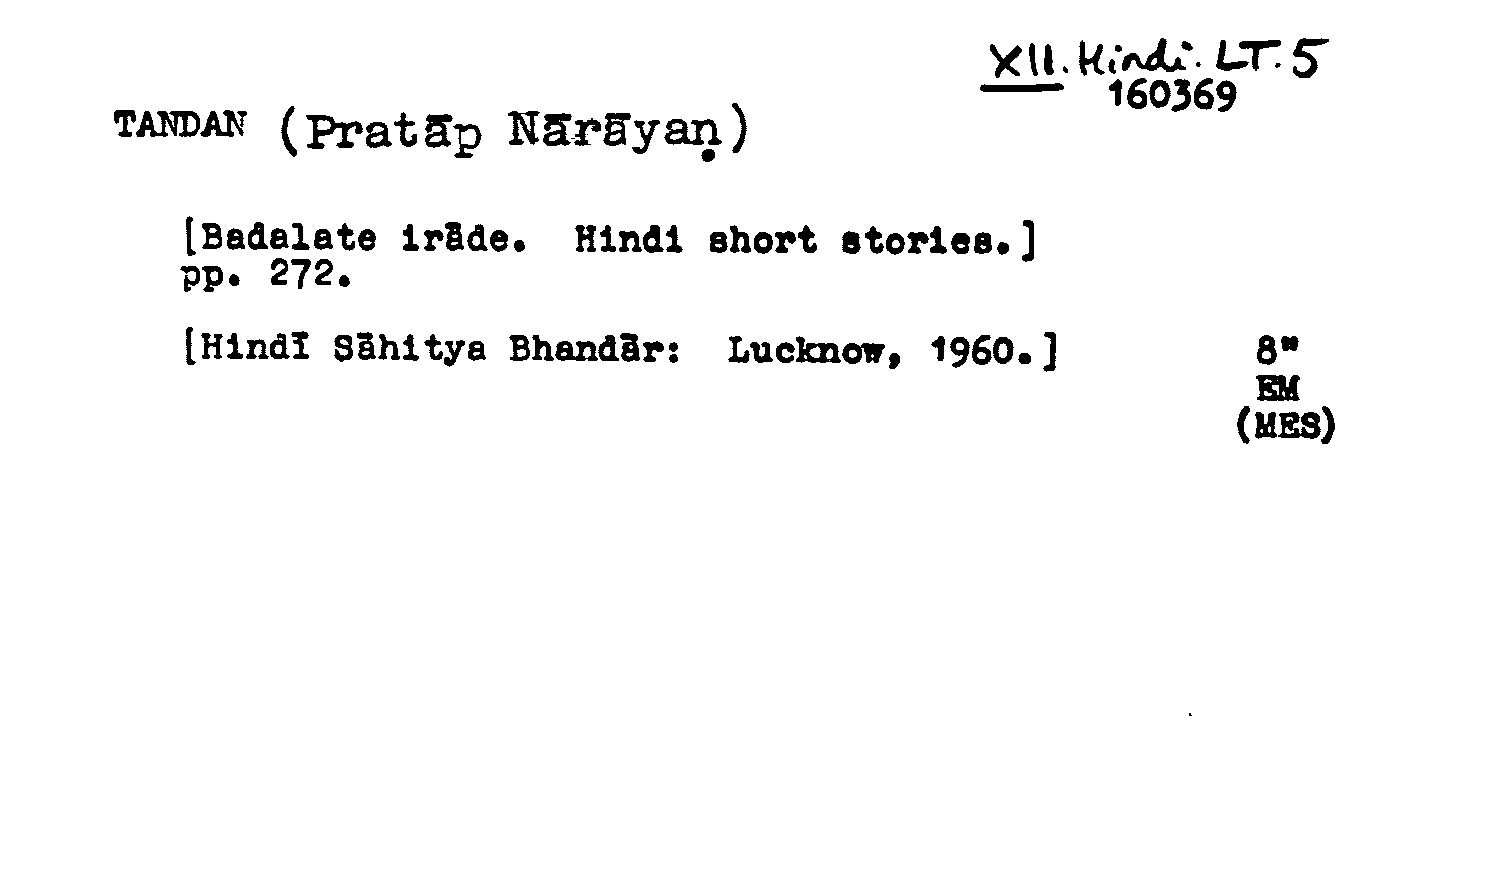 XII. Hindi. LT. 5
160369
TANDAN (Pratāp Nārāyaṇ)
[Badalate irāde. Hindi short stories.]
pp. 272.
[Hindī Sāhitya Bhandār: Lucknow, 1960.]
8"
EM
(MES)